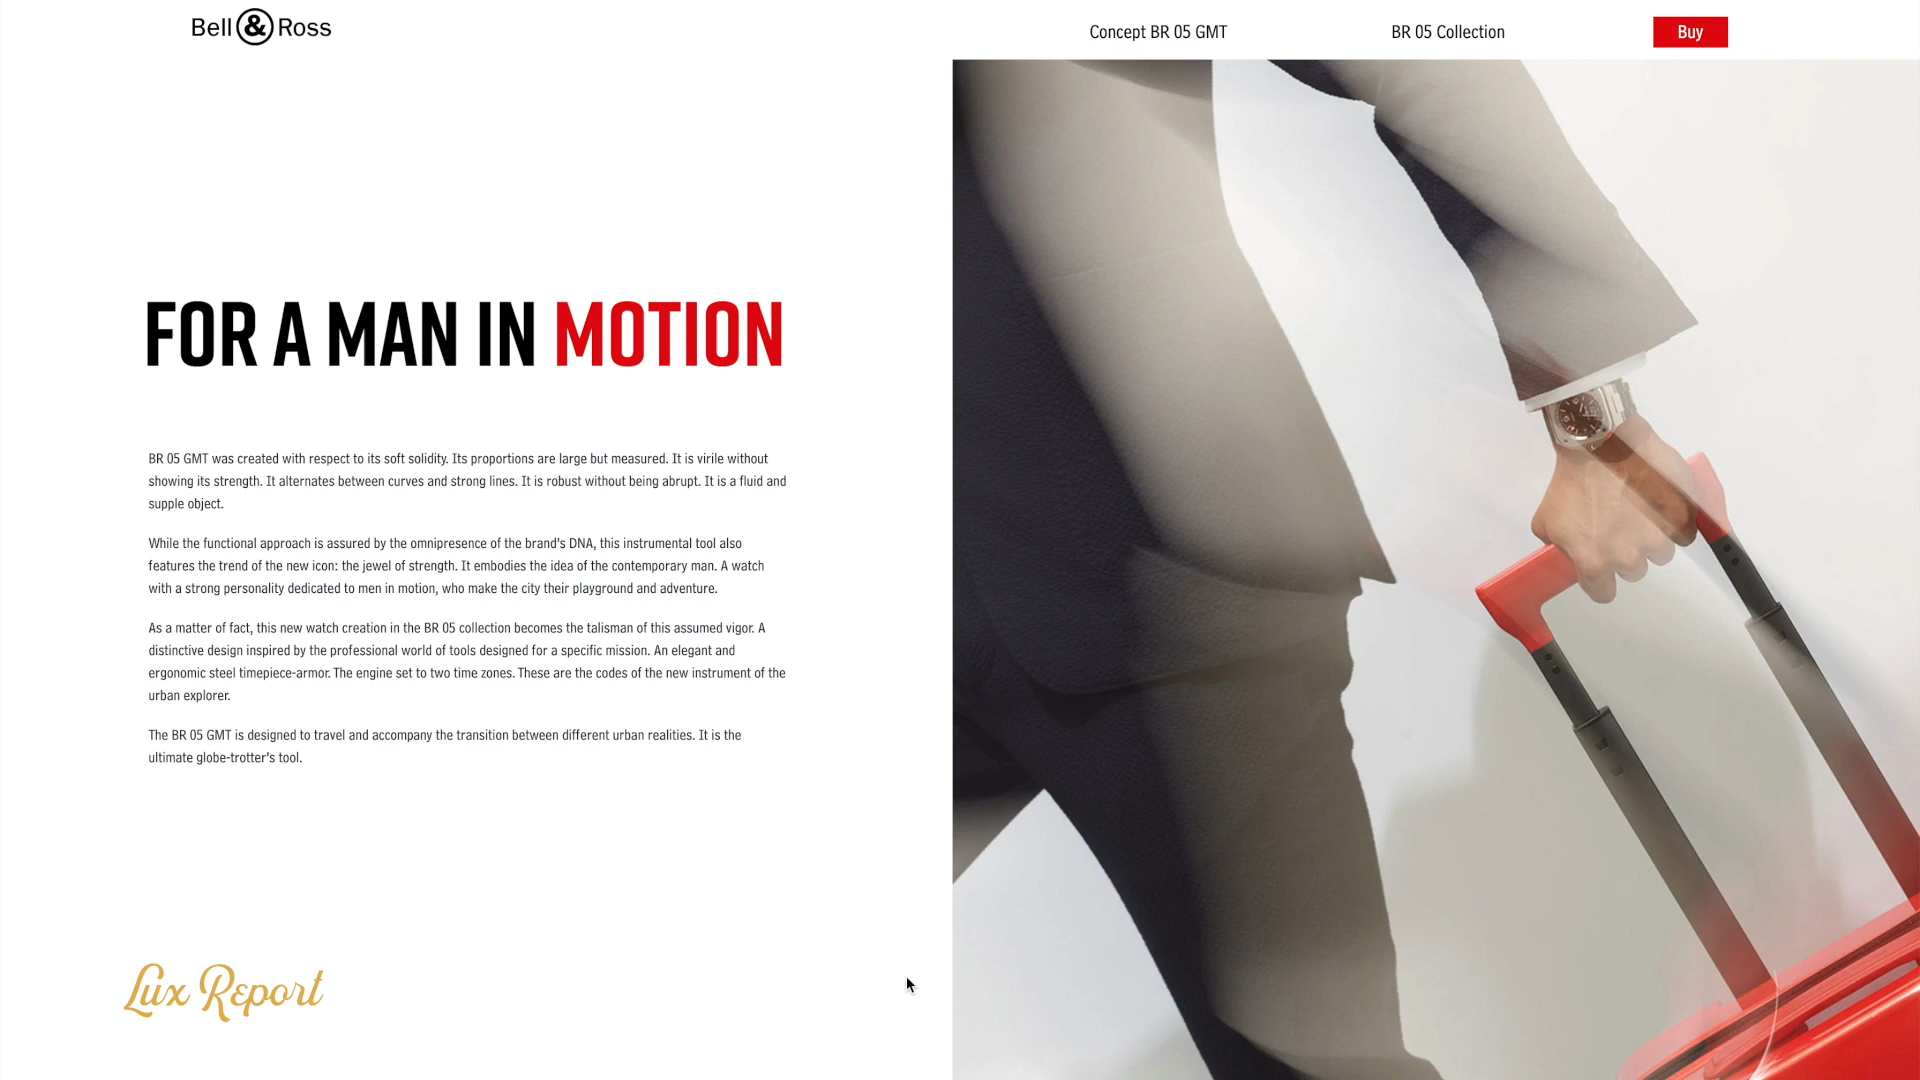 Bell & Ross
Concept BR 05 GMT
BR 05 Collection
Buy
FOR A MAN IN MOTION
BR 05 GMT was created with respect to its soft solidity. Its proportions are large but measured. It is virile without
showing its strength. It alternates between curves and strong lines. It is robust without being abrupt. It is a fluid and
supple object.
While the functional approach is assured by the omnipresence of the brand's DNA, this instrumental tool also
features the trend of the new icon: the jewel of strength. It embodies the idea of the contemporary man. A watch
with a strong personality dedicated to men in motion, who make the city their playground and adventure.
As a matter of fact, this new watch creation in the BR 05 collection becomes the talisman of this assumed vigor. A
distinctive design inspired by the professional world of tools designed for a specific mission. An elegant and
ergonomic steel timepiece-armor. The engine set to two time zones. These are the codes of the new instrument of the
urban explorer.
The BR 05 GMT is designed to travel and accompany the transition between different urban realities. It is the
ultimate globe-trotter's tool.
Lux Report